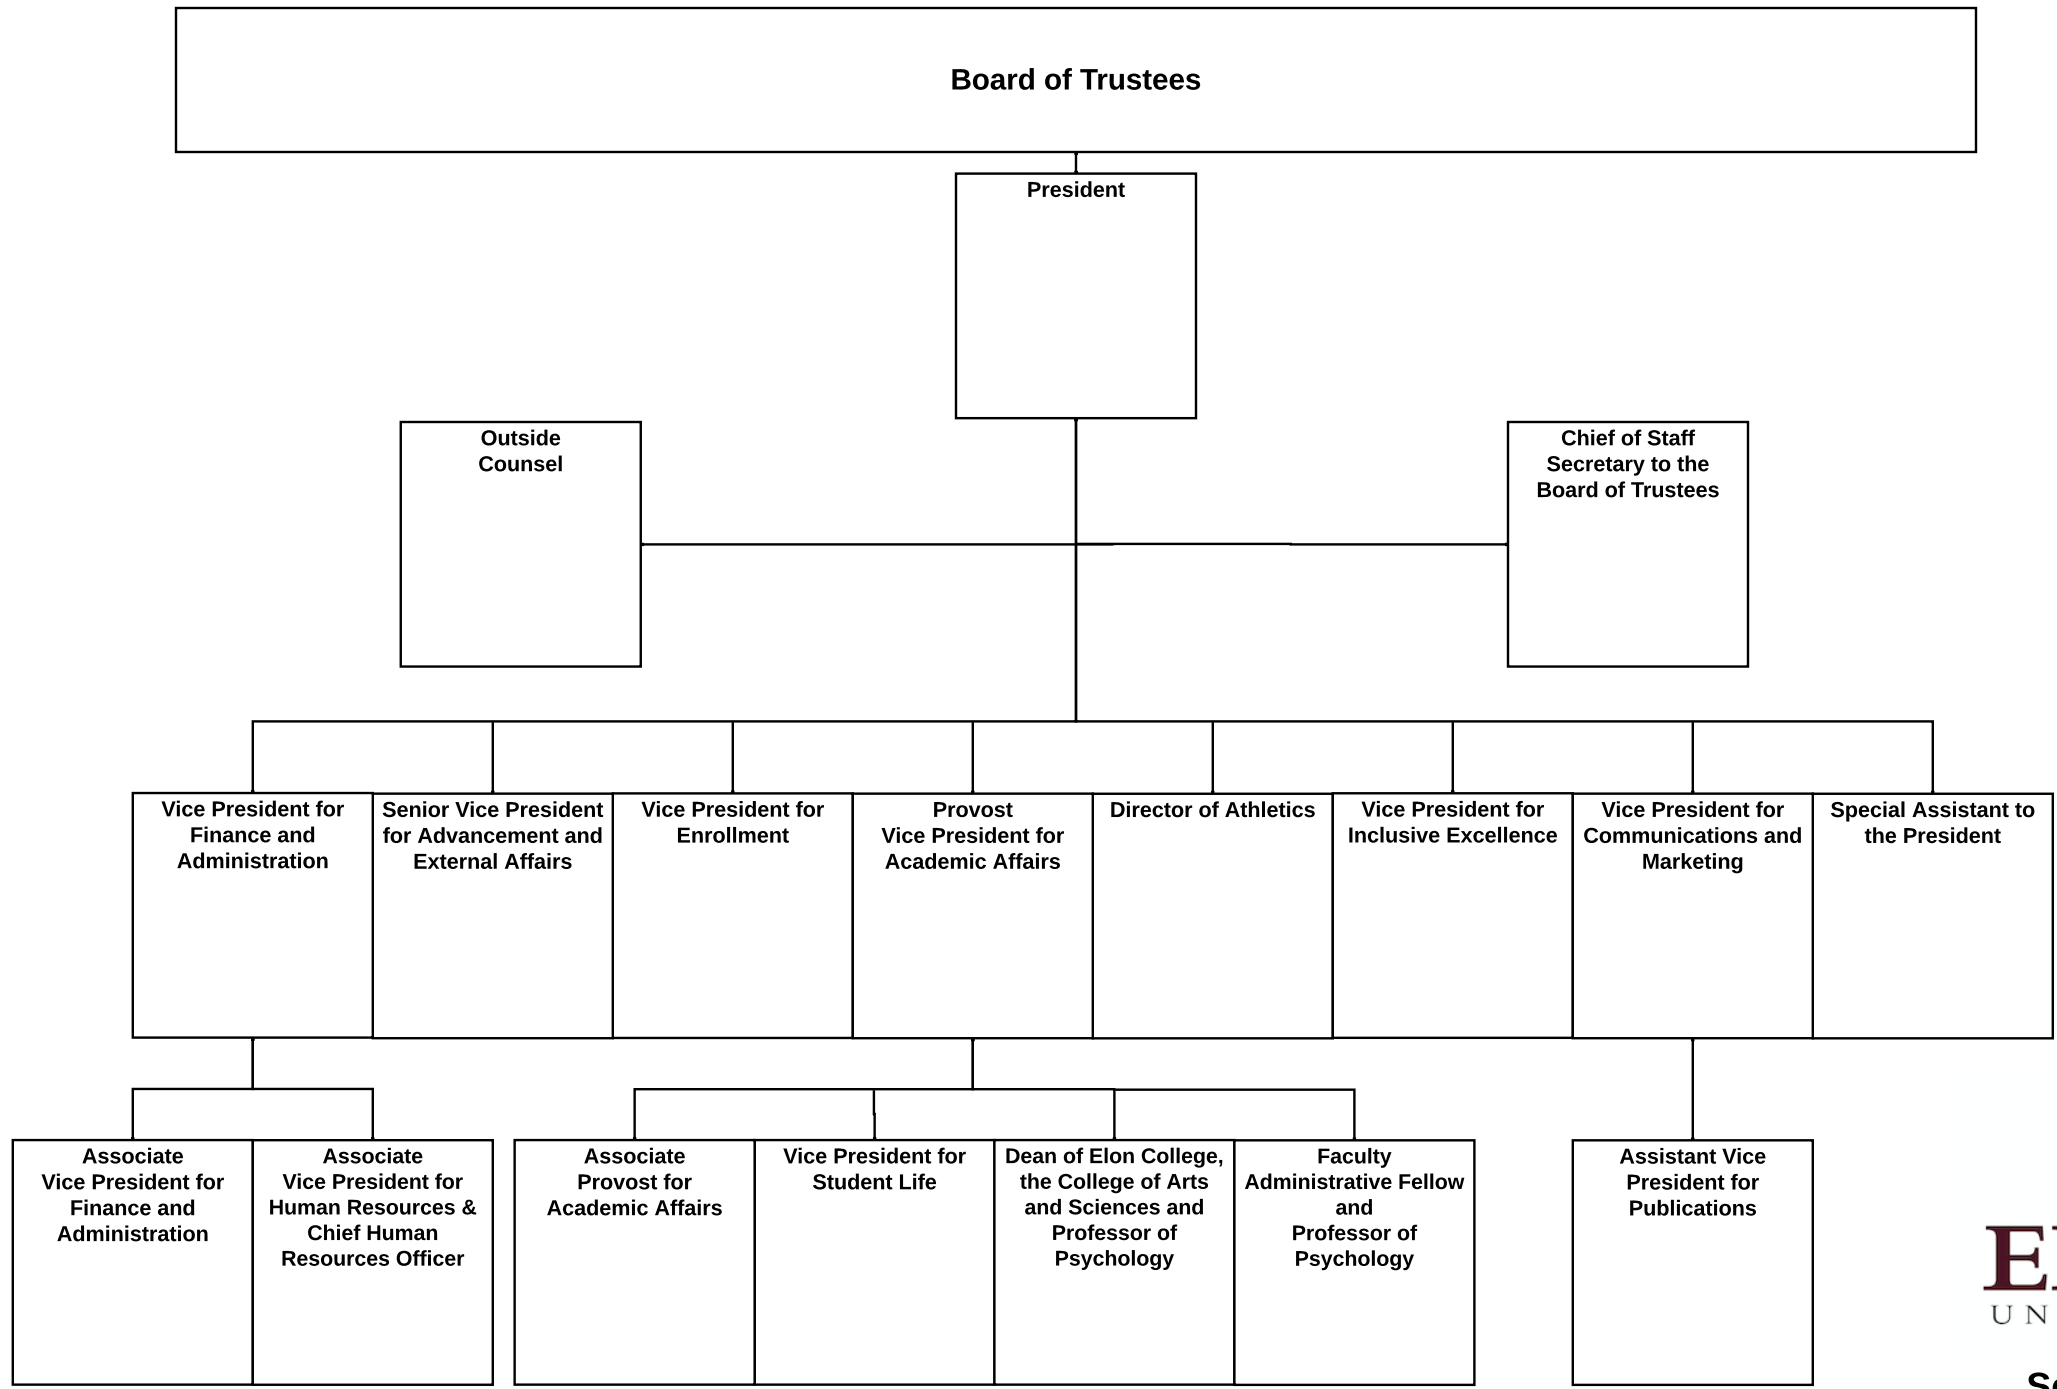 Board of Trustees
President
Outside
Counsel
Chief of Staff
Secretary to the
Board of Trustees
Vice President for
Finance and
Administration
Senior Vice President
for Advancement and
External Affairs
Vice President for
Enrollment
Provost
Vice President for
Academic Affairs
Director of Athletics
Vice President for
Inclusive Excellence
Vice President for
Communications and
Marketing
Special Assistant to
the President
Associate
Vice President for
Finance and
Administration
Associate
Vice President for
Human Resources &
Chief Human
Resources Officer
Associate
Provost for
Academic Affairs
Vice President for
Student Life
Dean of Elon College,
the College of Arts
and Sciences and
Professor of
Psychology
Faculty
Administrative Fellow
and
Professor of
Psychology
Assistant Vice
President for
Publications